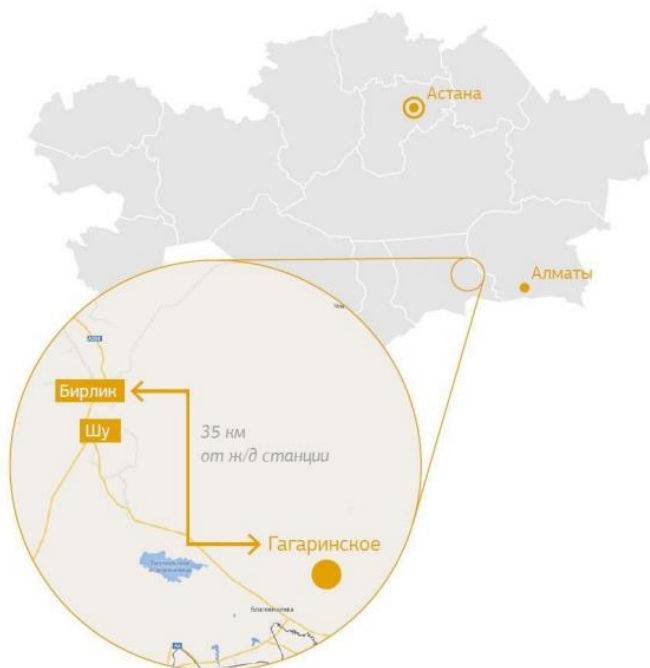 Астана
Алматы
Бирлик
Шу
35 км
от ж/д станции
Гагаринское